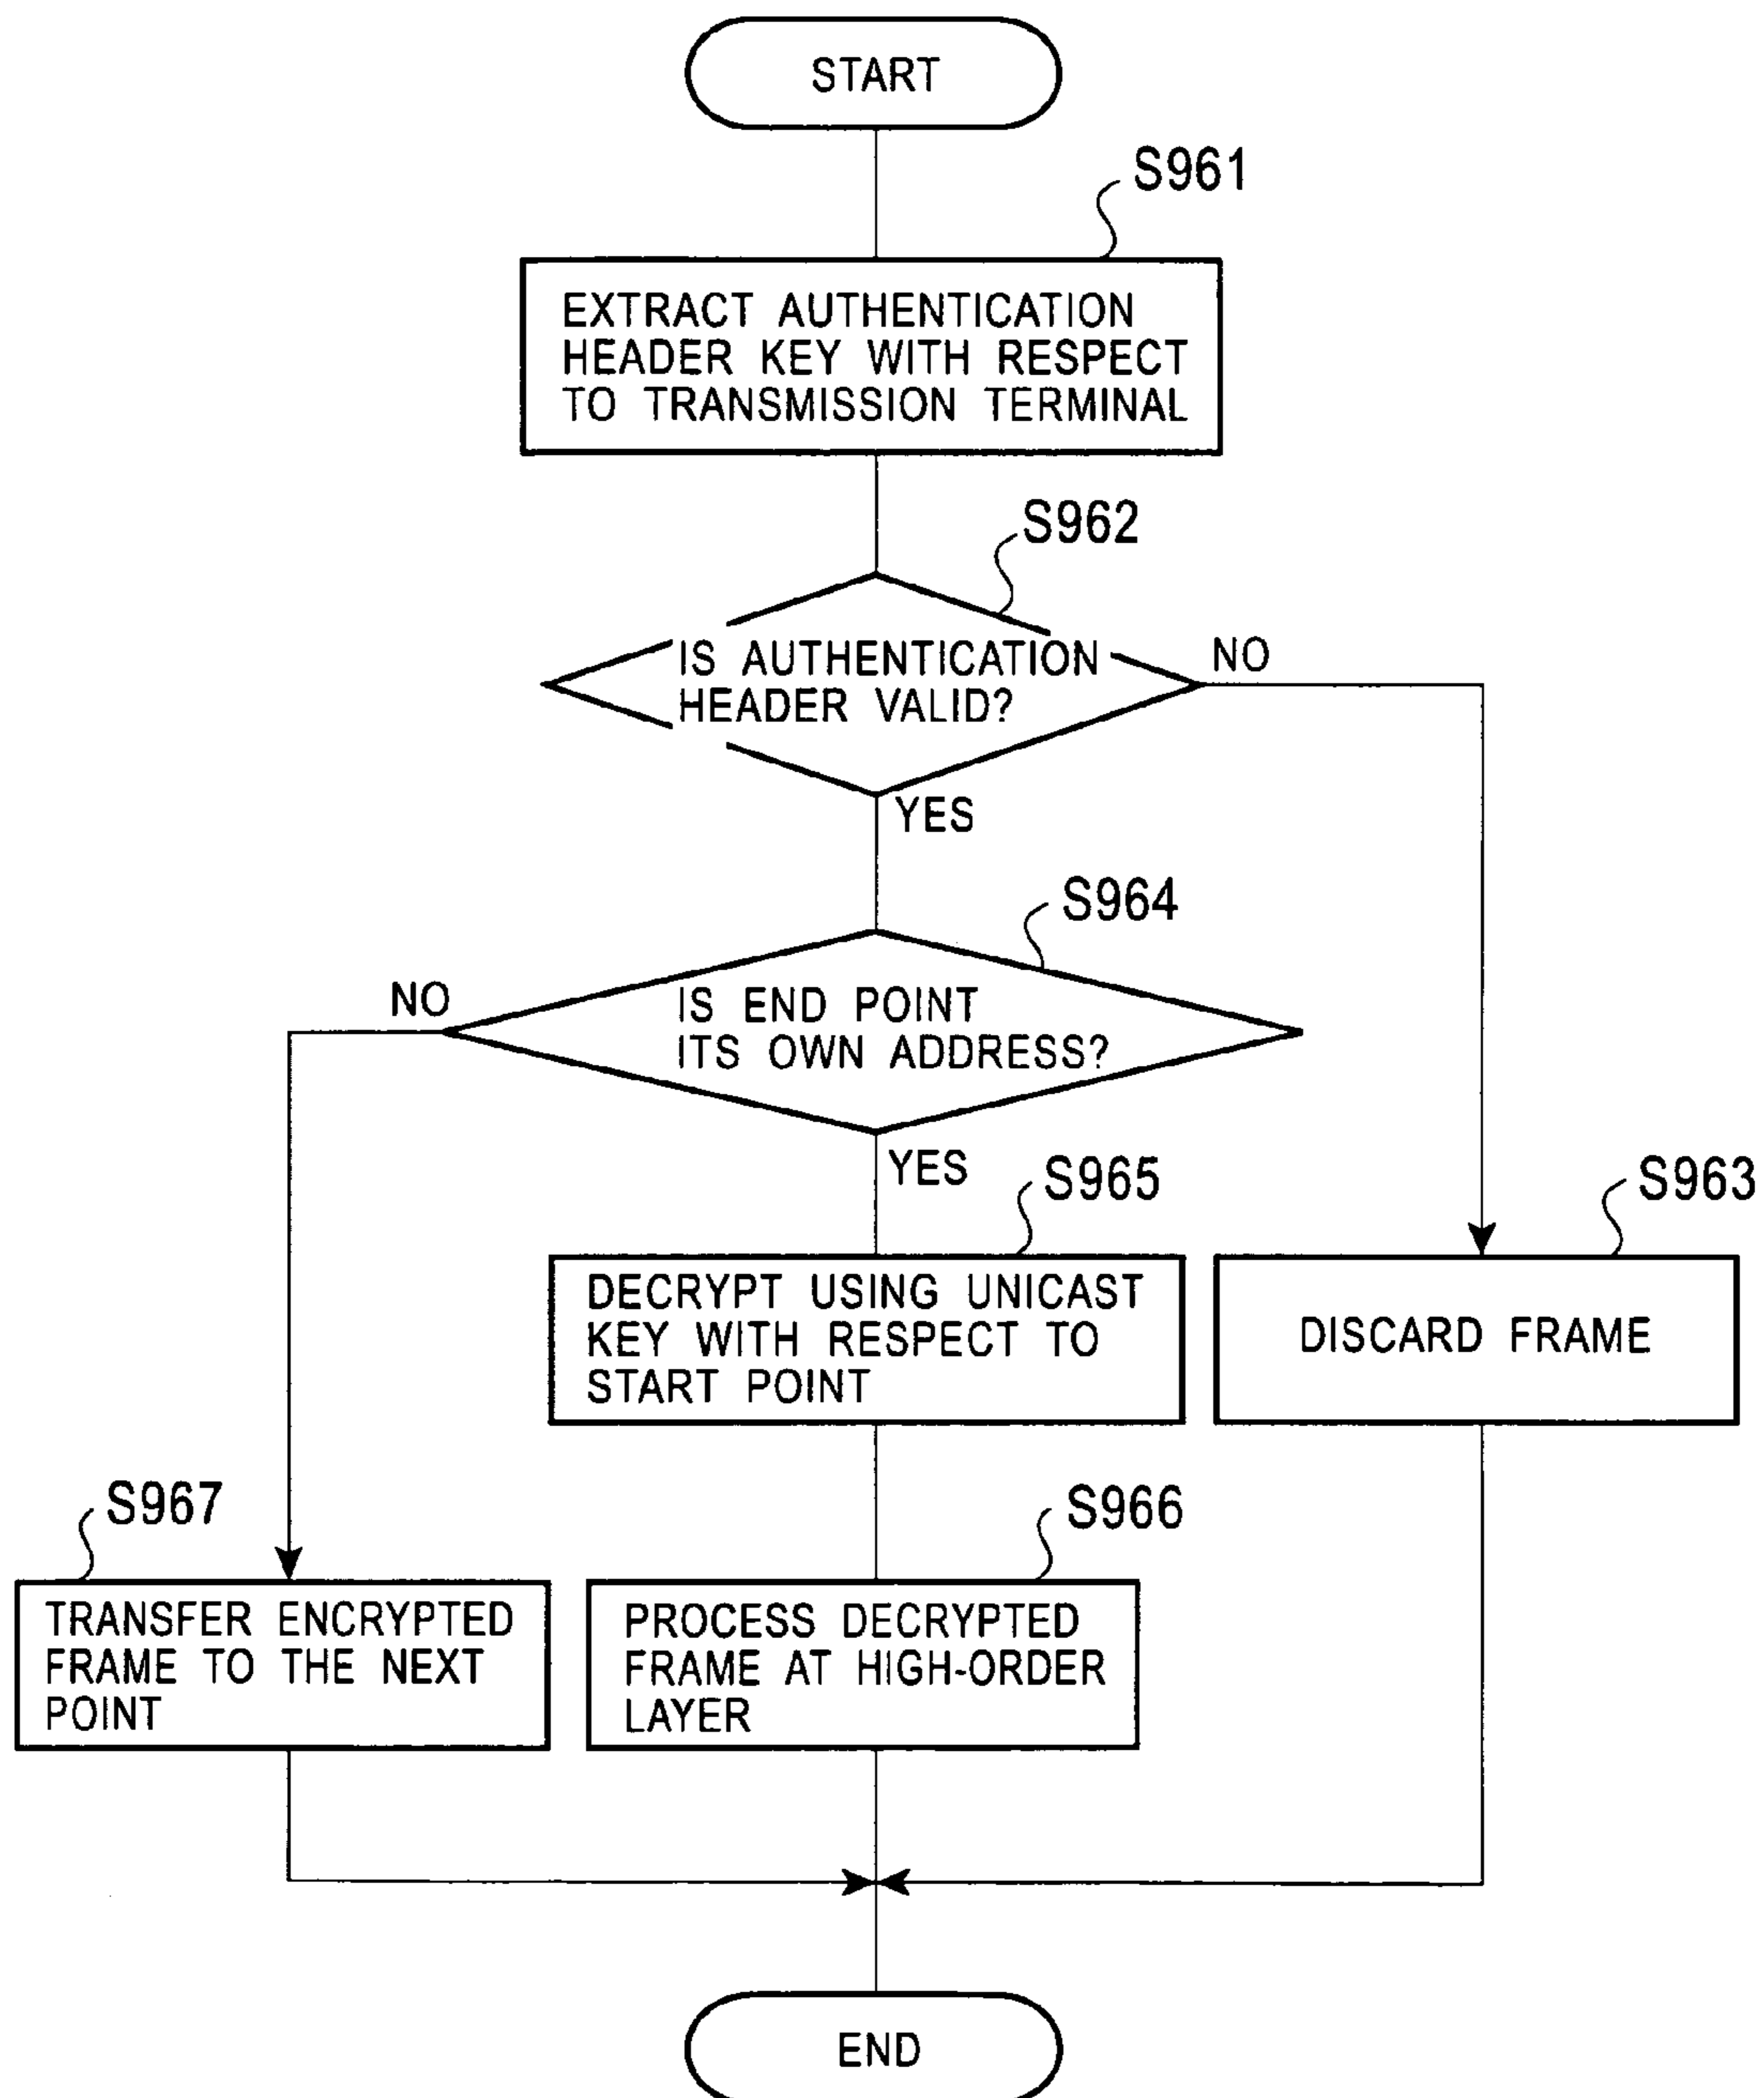 START
S961
EXTRACT AUTHENTICATION
HEADER KEY WITH RESPECT
TO TRANSMISSION TERMINAL
S962
IS AUTHENTICATION
HEADER VALID?
NO
YES
S964
NO
IS END POINT
ITS OWN ADDRESS?
YES
S965
S963
DECRYPT USING UNICAST
KEY WITH RESPECT TO
START POINT
DISCARD FRAME
S967
S966
TRANSFER ENCRYPTED
FRAME TO THE NEXT
POINT
PROCESS DECRYPTED
FRAME AT HIGH-ORDER
LAYER
END